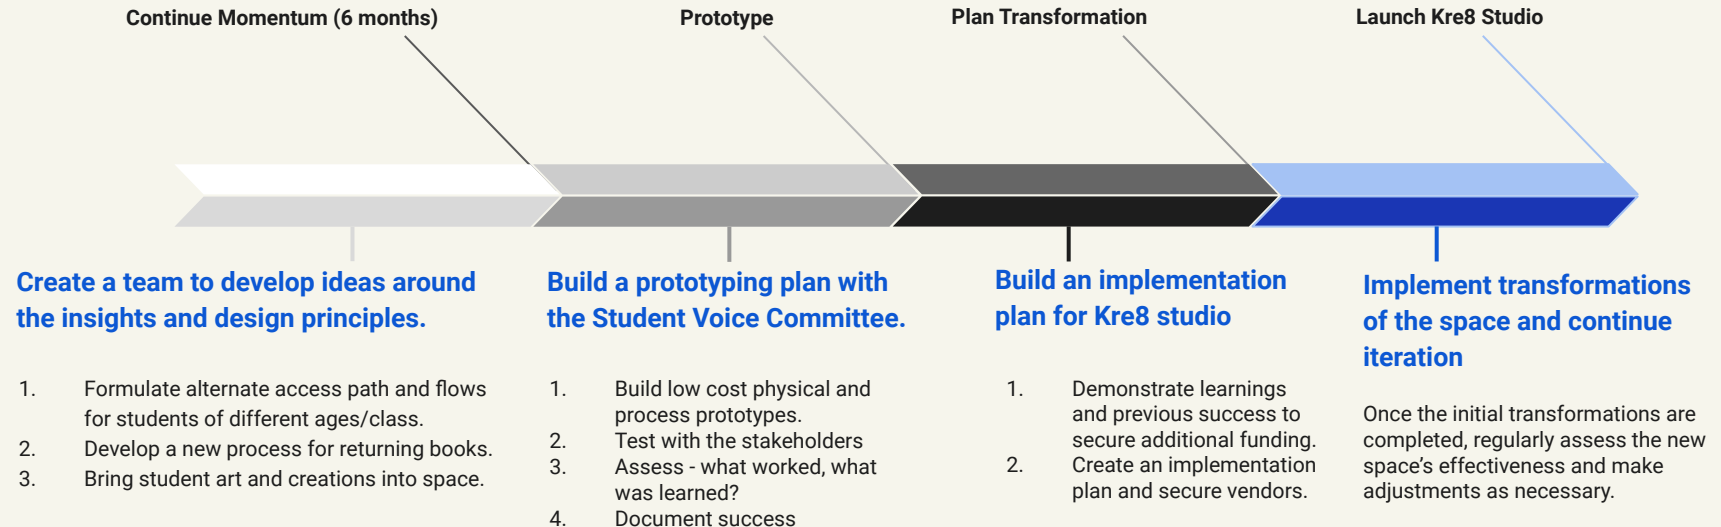 Continue Momentum (6 months)
Prototype
Plan Transformation
Launch Kre8 Studio
Create a team to develop ideas around
the insights and design principles.
1. Formulate alternate access path and flows
for students of different ages/class.
2. Develop a new process for returning books.
3. Bring student art and creations into space.
Build a prototyping plan with
the Student Voice Committee.
1. Build low cost physical and
process prototypes.
2. Test with the stakeholders
3. Assess - what worked, what
was learned?
4. Document success
Build an implementation
plan for Kre8 studio
1. Demonstrate learnings
and previous success to
secure additional funding.
2. Create an implementation
plan and secure vendors.
Implement transformations
of the space and continue
iteration
Once the initial transformations are
completed, regularly assess the new
space's effectiveness and make
adjustments as necessary.